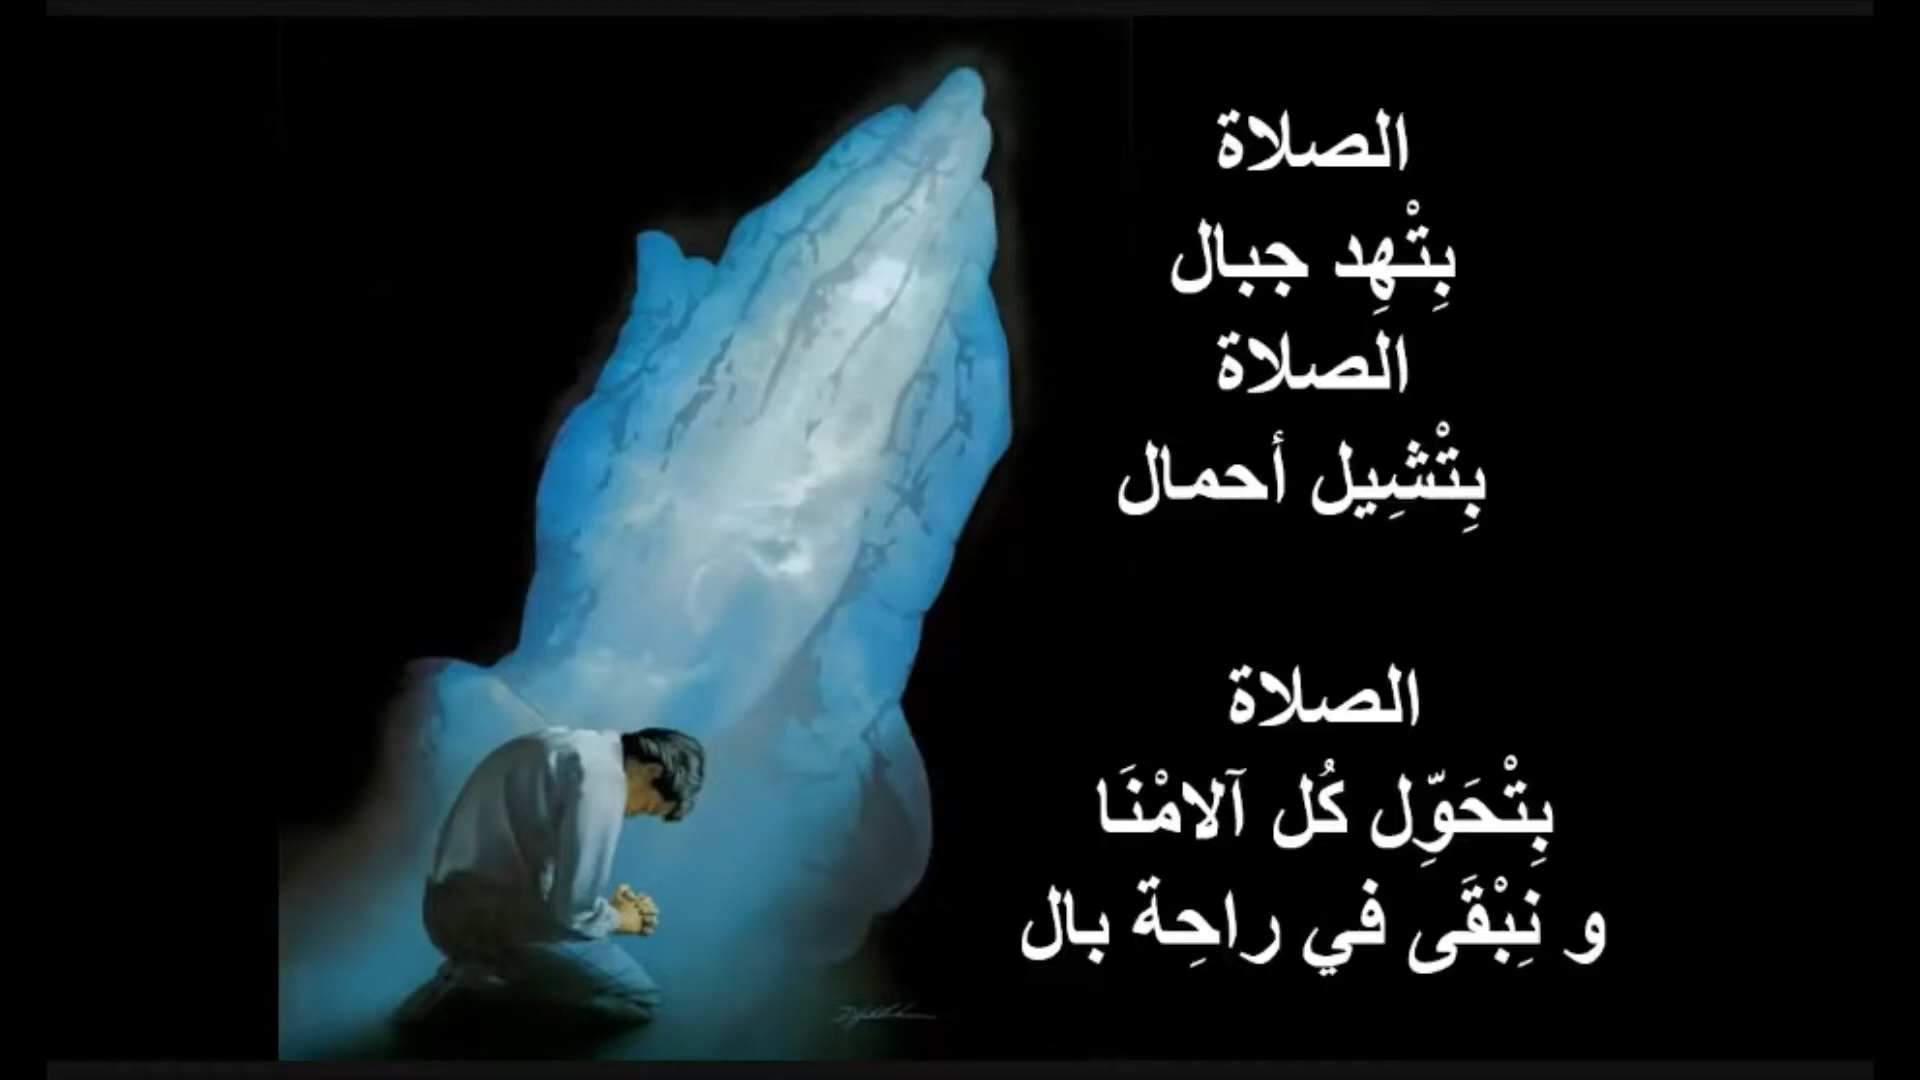 الصلاة
بِتْهِد جبال
الصلاة
بِتْشِيل أحمال
الصلاة
بِتْحَوِّل كُل آلامْنَا
و نِبْقَى في راحِة بال